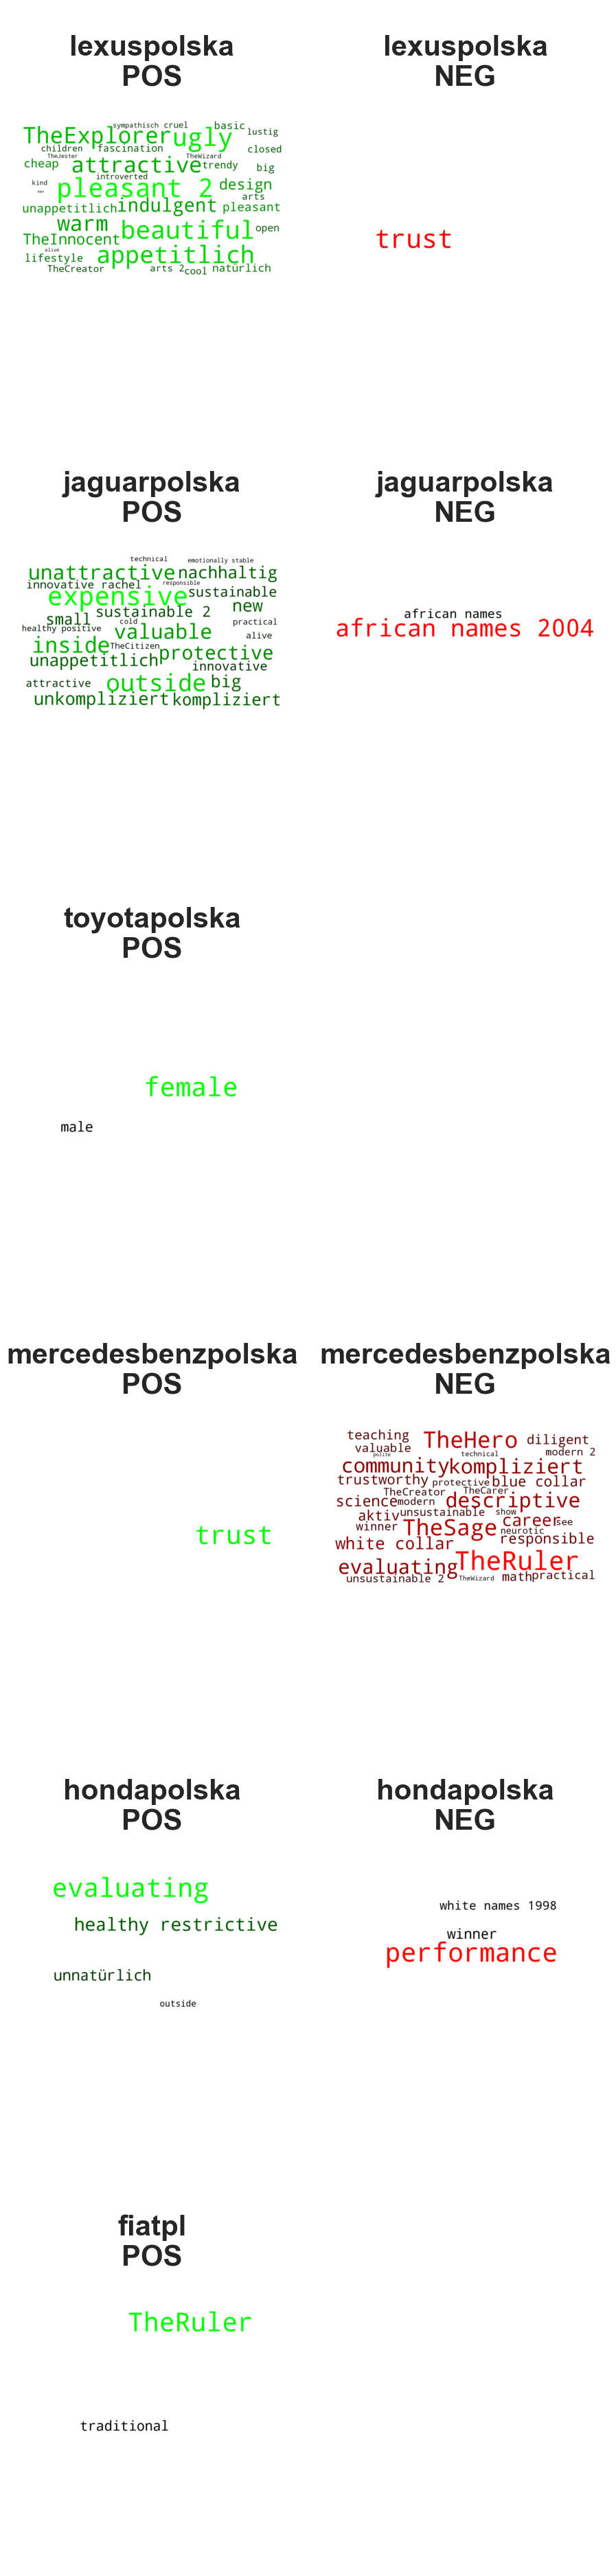 lexuspolska
POS
lexuspolska
NEG
sympathisch cruel basic
TheExplorer ugly lustig
children fascination closed
TheJester TheWizard
cheap attractive trendy big
kind introverted
pleasant 2 design
arts
unappetitlich indulgent pleasant
warm beautiful open
TheInnocent
alive
lifestyle appetitlich
TheCreator arts 2 cool natürlich
trust
jaguarpolska
POS
jaguarpolska
NEG
technical emotionally stable
unattractive nachhaltig
innovative rachel responsible
expensive sustainable
small sustainable 2 new
cold practical
healthy positive valuable alive
inside TheCitizen protective
unappetitlich innovative
attractive outside big
unkompliziert kompliziert
african names
african names 2004
toyotapolska
POS
female
male
mercedesbenzpolska
POS
mercedesbenzpolska
NEG
trust
teaching TheHero diligent
valuable modern 2
polite technical
community kompliziert
trustworthy protective blue collar
TheCreator TheCarer
science modern descriptive
aktiv unsustainable show career see
winner TheSage neurotic
white collar responsible
evaluating TheRuler
unsustainable 2 TheWizard math practical
hondapolska
POS
hondapolska
NEG
evaluating
healthy restrictive
unnatürlich
outside
white names 1998
winner
performance
fiatpl
POS
TheRuler
traditional